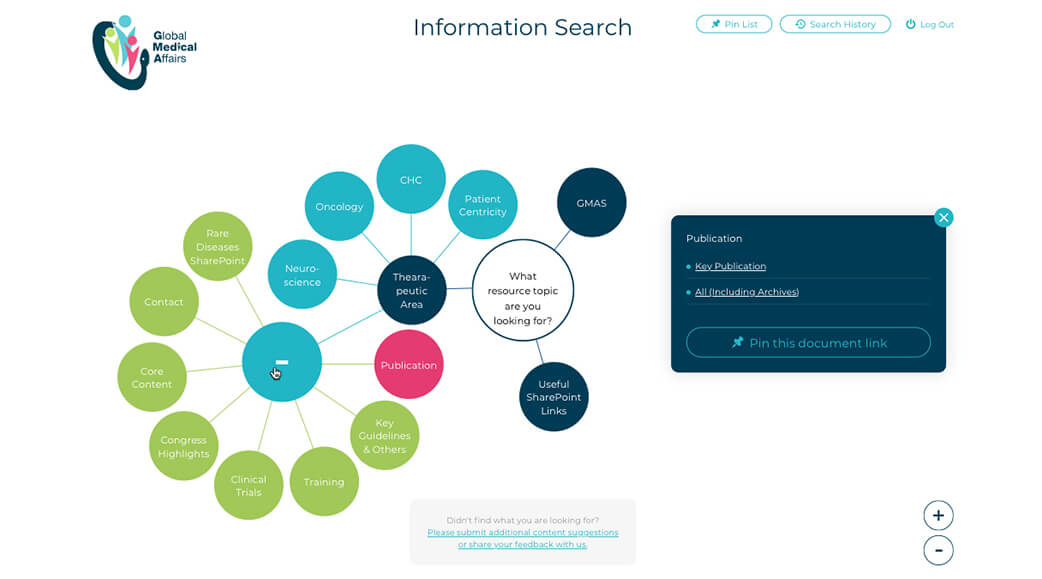 Global
Medical
Affairs
Information Search
Pin List
Search History
Log Out
CHC
Oncology
Patient
Centricity
GMAS
Rare
Diseases
SharePoint
Neuro-
science
Theara-
peutic
Area
What
resource topic
are you
looking for?
Contact
-
Publication
Core
Content
Useful
SharePoint
Links
Key
Guidelines
& Others
Congress
Highlights
Clinical
Trials
Training
Publication
Key Publication
All (Including Archives)
Pin this document link
Didn't find what you are looking for?
Please submit additional content suggestions
or share your feedback with us.
+
-